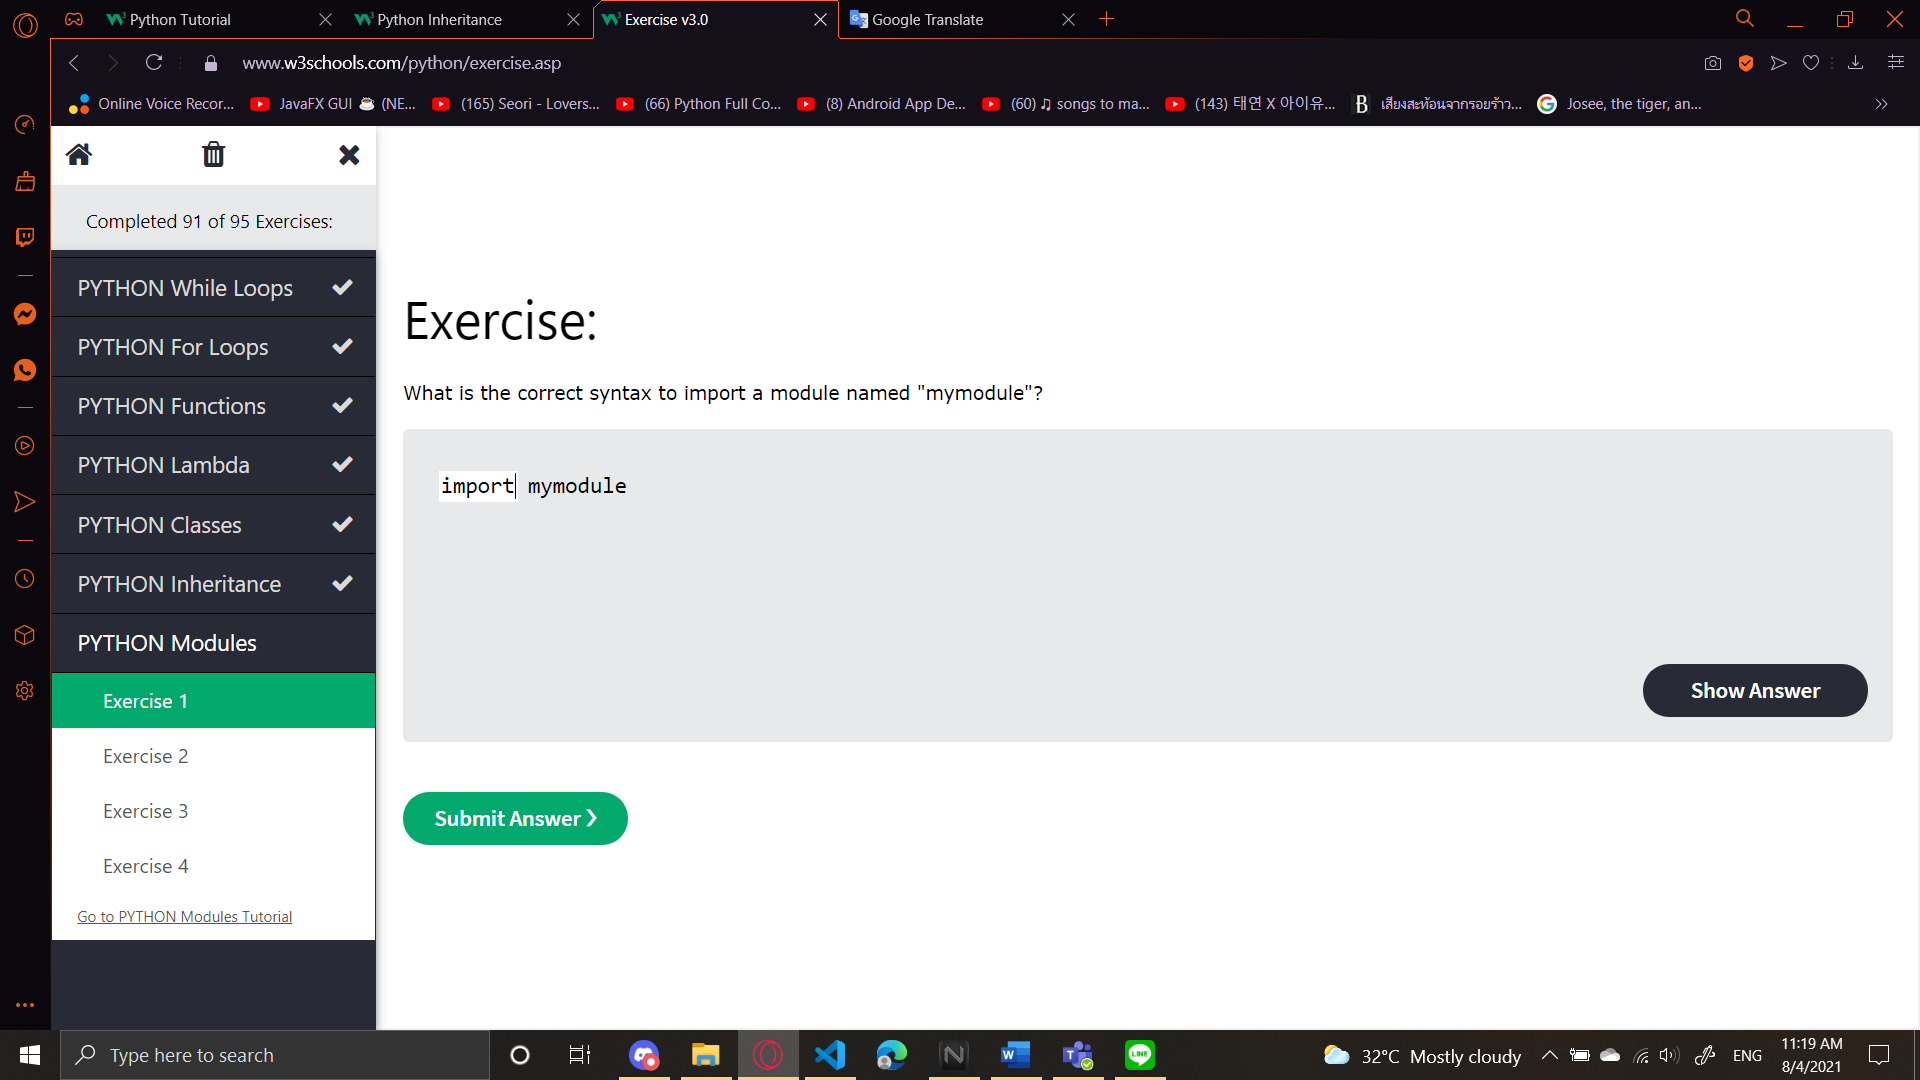 Python Tutorial
Python Inheritance
Exercise v3.0
Google Translate
www.w3schools.com/python/exercise.asp
Online Voice Recor...
JavaFX GUI ☕ (NE...
(165) Seori - Lovers...
(66) Python Full Co...
(8) Android App De...
(60) ♫ songs to ma...
(143) 태연 X 아이유...
B
เสียงสะท้อนจากรอยร้าว...
Josee, the tiger, an...
Completed 91 of 95 Exercises:
PYTHON While Loops
PYTHON For Loops
PYTHON Functions
PYTHON Lambda
PYTHON Classes
PYTHON Inheritance
PYTHON Modules
Exercise 1
Exercise 2
Exercise 3
Exercise 4
Go to PYTHON Modules Tutorial
Exercise:
What is the correct syntax to import a module named "mymodule"?
import mymodule
Show Answer
Submit Answer ❯
Type here to search
32°C Mostly cloudy
ENG
11:19 AM
8/4/2021